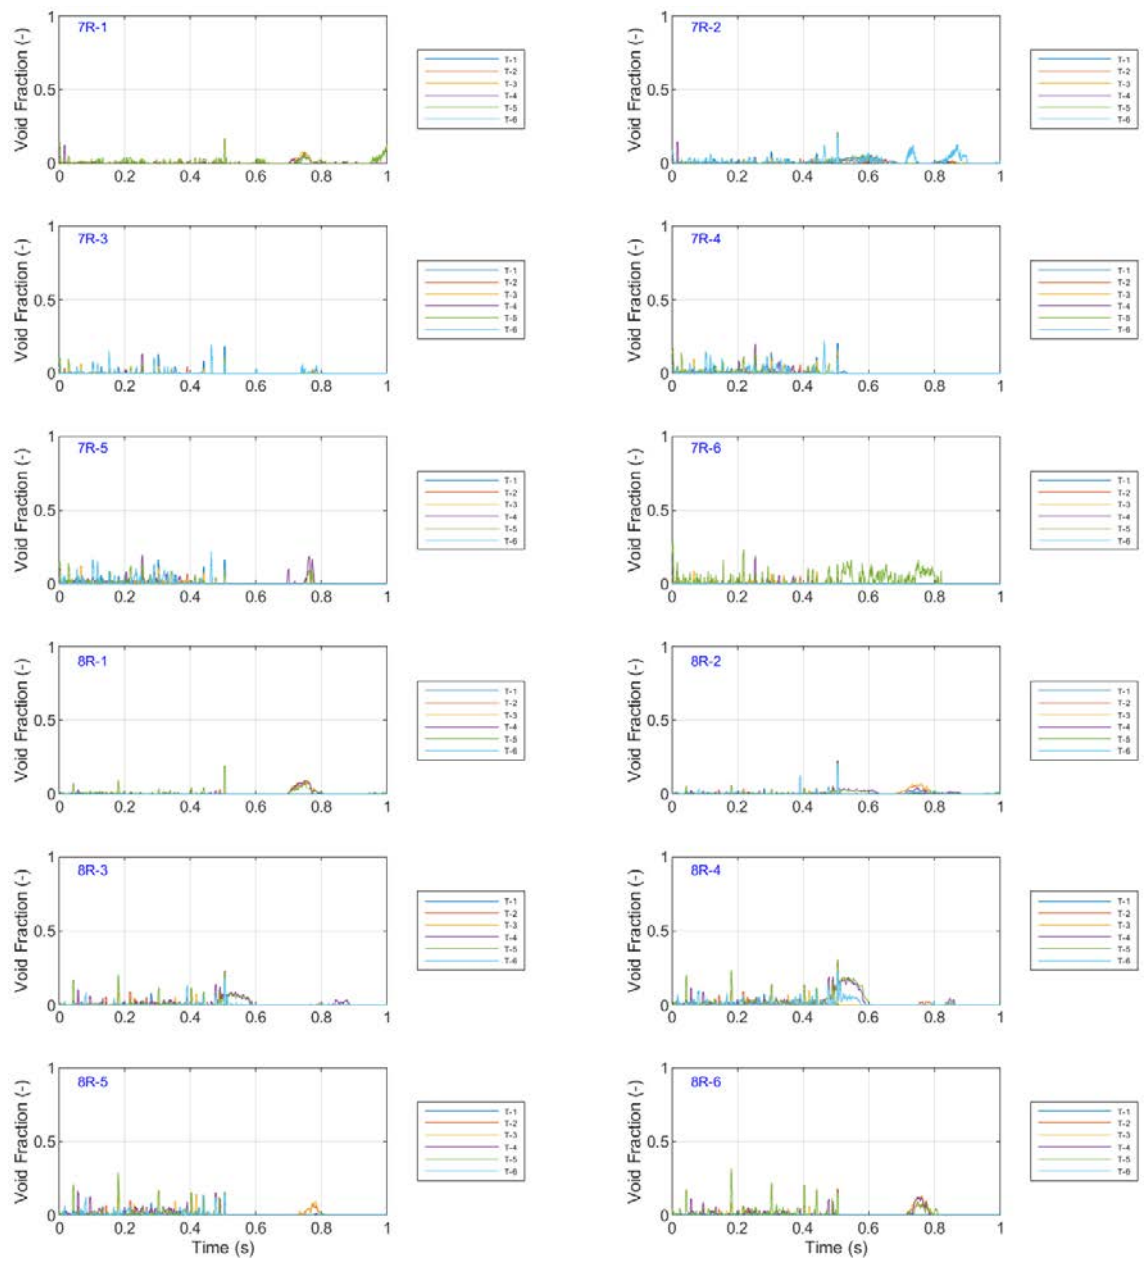 Void Fraction (-)
1
0.5
0
7R-1
0 0.2 0.4 0.6 0.8 1
T-1
T-2
T-3
T-4
T-5
T-6
Void Fraction (-)
1
0.5
0
7R-2
0 0.2 0.4 0.6 0.8 1
T-1
T-2
T-3
T-4
T-5
T-6
Void Fraction (-)
1
0.5
0
7R-3
0 0.2 0.4 0.6 0.8 1
T-1
T-2
T-3
T-4
T-5
T-6
Void Fraction (-)
1
0.5
0
7R-4
0 0.2 0.4 0.6 0.8 1
T-1
T-2
T-3
T-4
T-5
T-6
Void Fraction (-)
1
0.5
0
7R-5
0 0.2 0.4 0.6 0.8 1
T-1
T-2
T-3
T-4
T-5
T-6
Void Fraction (-)
1
0.5
0
7R-6
0 0.2 0.4 0.6 0.8 1
T-1
T-2
T-3
T-4
T-5
T-6
Void Fraction (-)
1
0.5
0
8R-1
0 0.2 0.4 0.6 0.8 1
T-1
T-2
T-3
T-4
T-5
T-6
Void Fraction (-)
1
0.5
0
8R-2
0 0.2 0.4 0.6 0.8 1
T-1
T-2
T-3
T-4
T-5
T-6
Void Fraction (-)
1
0.5
0
8R-3
0 0.2 0.4 0.6 0.8 1
T-1
T-2
T-3
T-4
T-5
T-6
Void Fraction (-)
1
0.5
0
8R-4
0 0.2 0.4 0.6 0.8 1
T-1
T-2
T-3
T-4
T-5
T-6
Void Fraction (-)
1
0.5
0
8R-5
0 0.2 0.4 0.6 0.8 1
Time (s)
T-1
T-2
T-3
T-4
T-5
T-6
Void Fraction (-)
1
0.5
0
8R-6
0 0.2 0.4 0.6 0.8 1
Time (s)
T-1
T-2
T-3
T-4
T-5
T-6